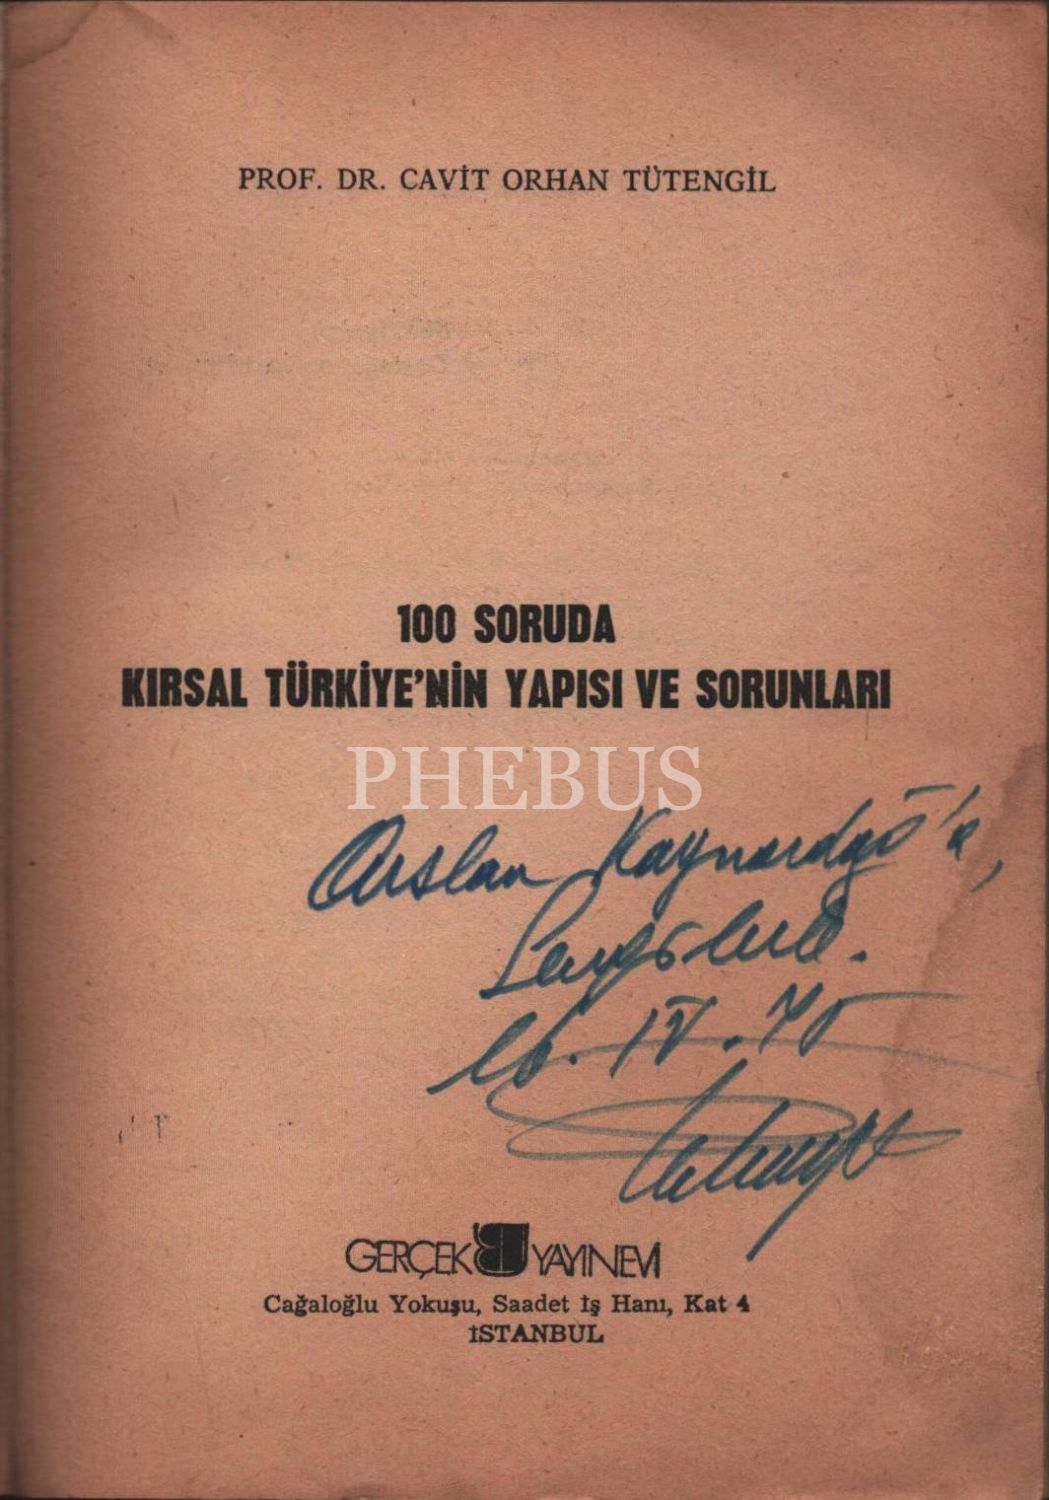 PROF. DR. CAVİT ORHAN TÜTENGİL
100 SORUDA
KIRSAL TÜRKİYE'NİN YAPISI VE SORUNLARI
PHEBUS
Arslan Kaynardağ'a,
Saygılarla.
16. IV. 75
GERÇEK YAYINEVİ
Cağaloğlu Yokuşu, Saadet İş Hanı, Kat 4
İSTANBUL